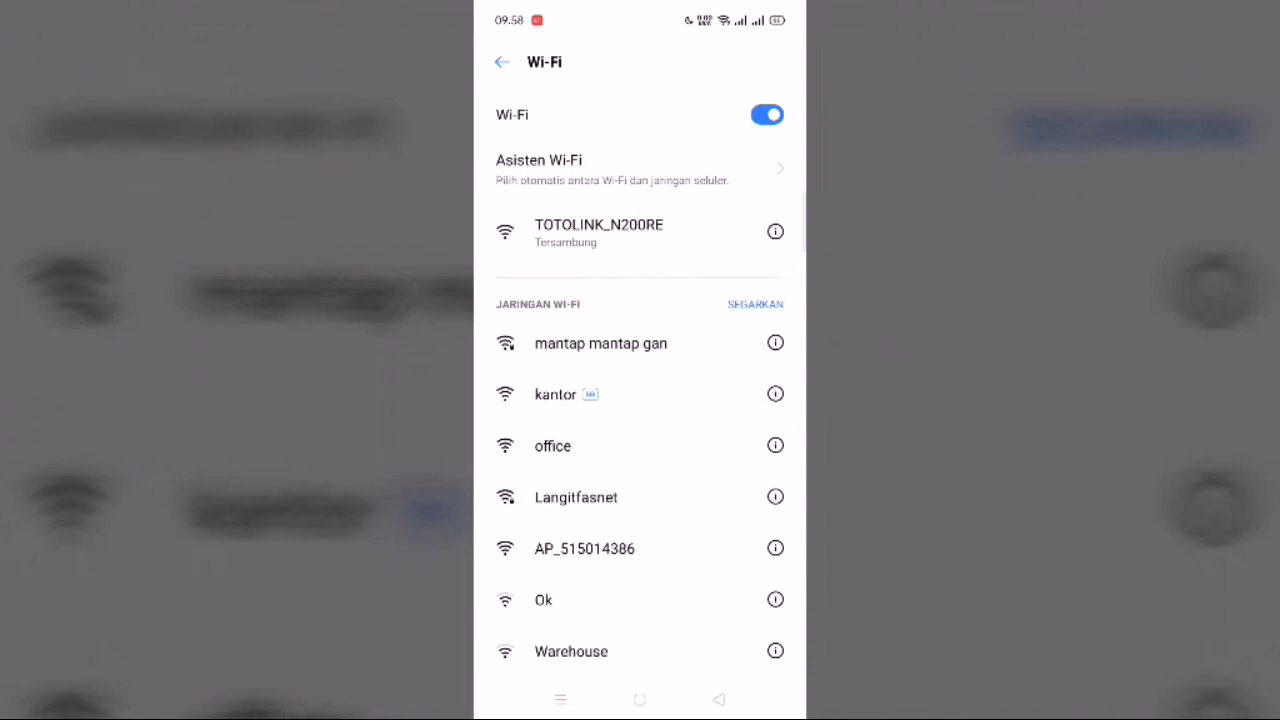 09.58
Wi-Fi
Wi-Fi
Asisten Wi-Fi
Pilih otomatis antara Wi-Fi dan jaringan seluler.
TOTOLINK_N200RE
Tersambung
JARINGAN WI-FI SEGARKAN
mantap mantap gan
kantor
office
Langitfasnet
AP_515014386
Ok
Warehouse